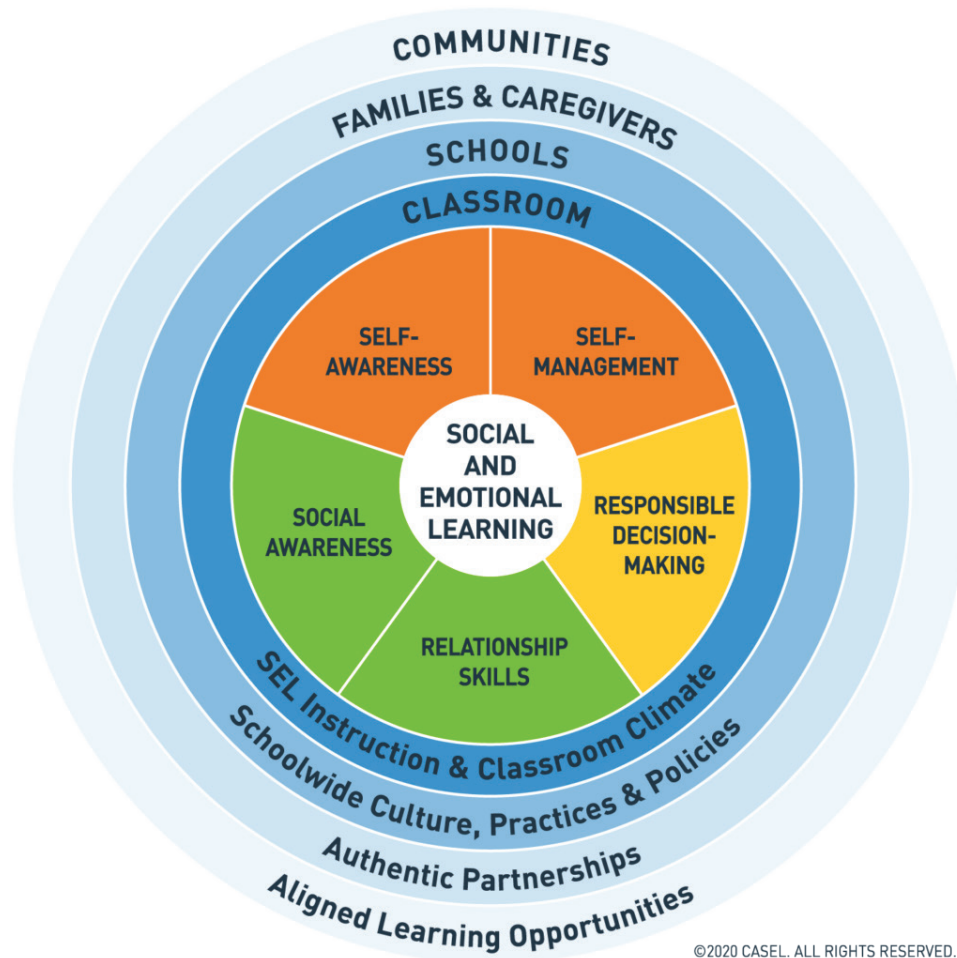 COMMUNITIES
FAMILIES & CAREGIVERS
SCHOOLS
CLASSROOM
SELF-
AWARENESS
SELF-
MANAGEMENT
SOCIAL
AND
EMOTIONAL
LEARNING
SOCIAL
AWARENESS
RESPONSIBLE
DECISION-
MAKING
RELATIONSHIP
SKILLS
SEL Instruction & Classroom Climate
Schoolwide Culture, Practices & Policies
Authentic Partnerships
Aligned Learning Opportunities
©2020 CASEL. ALL RIGHTS RESERVED.